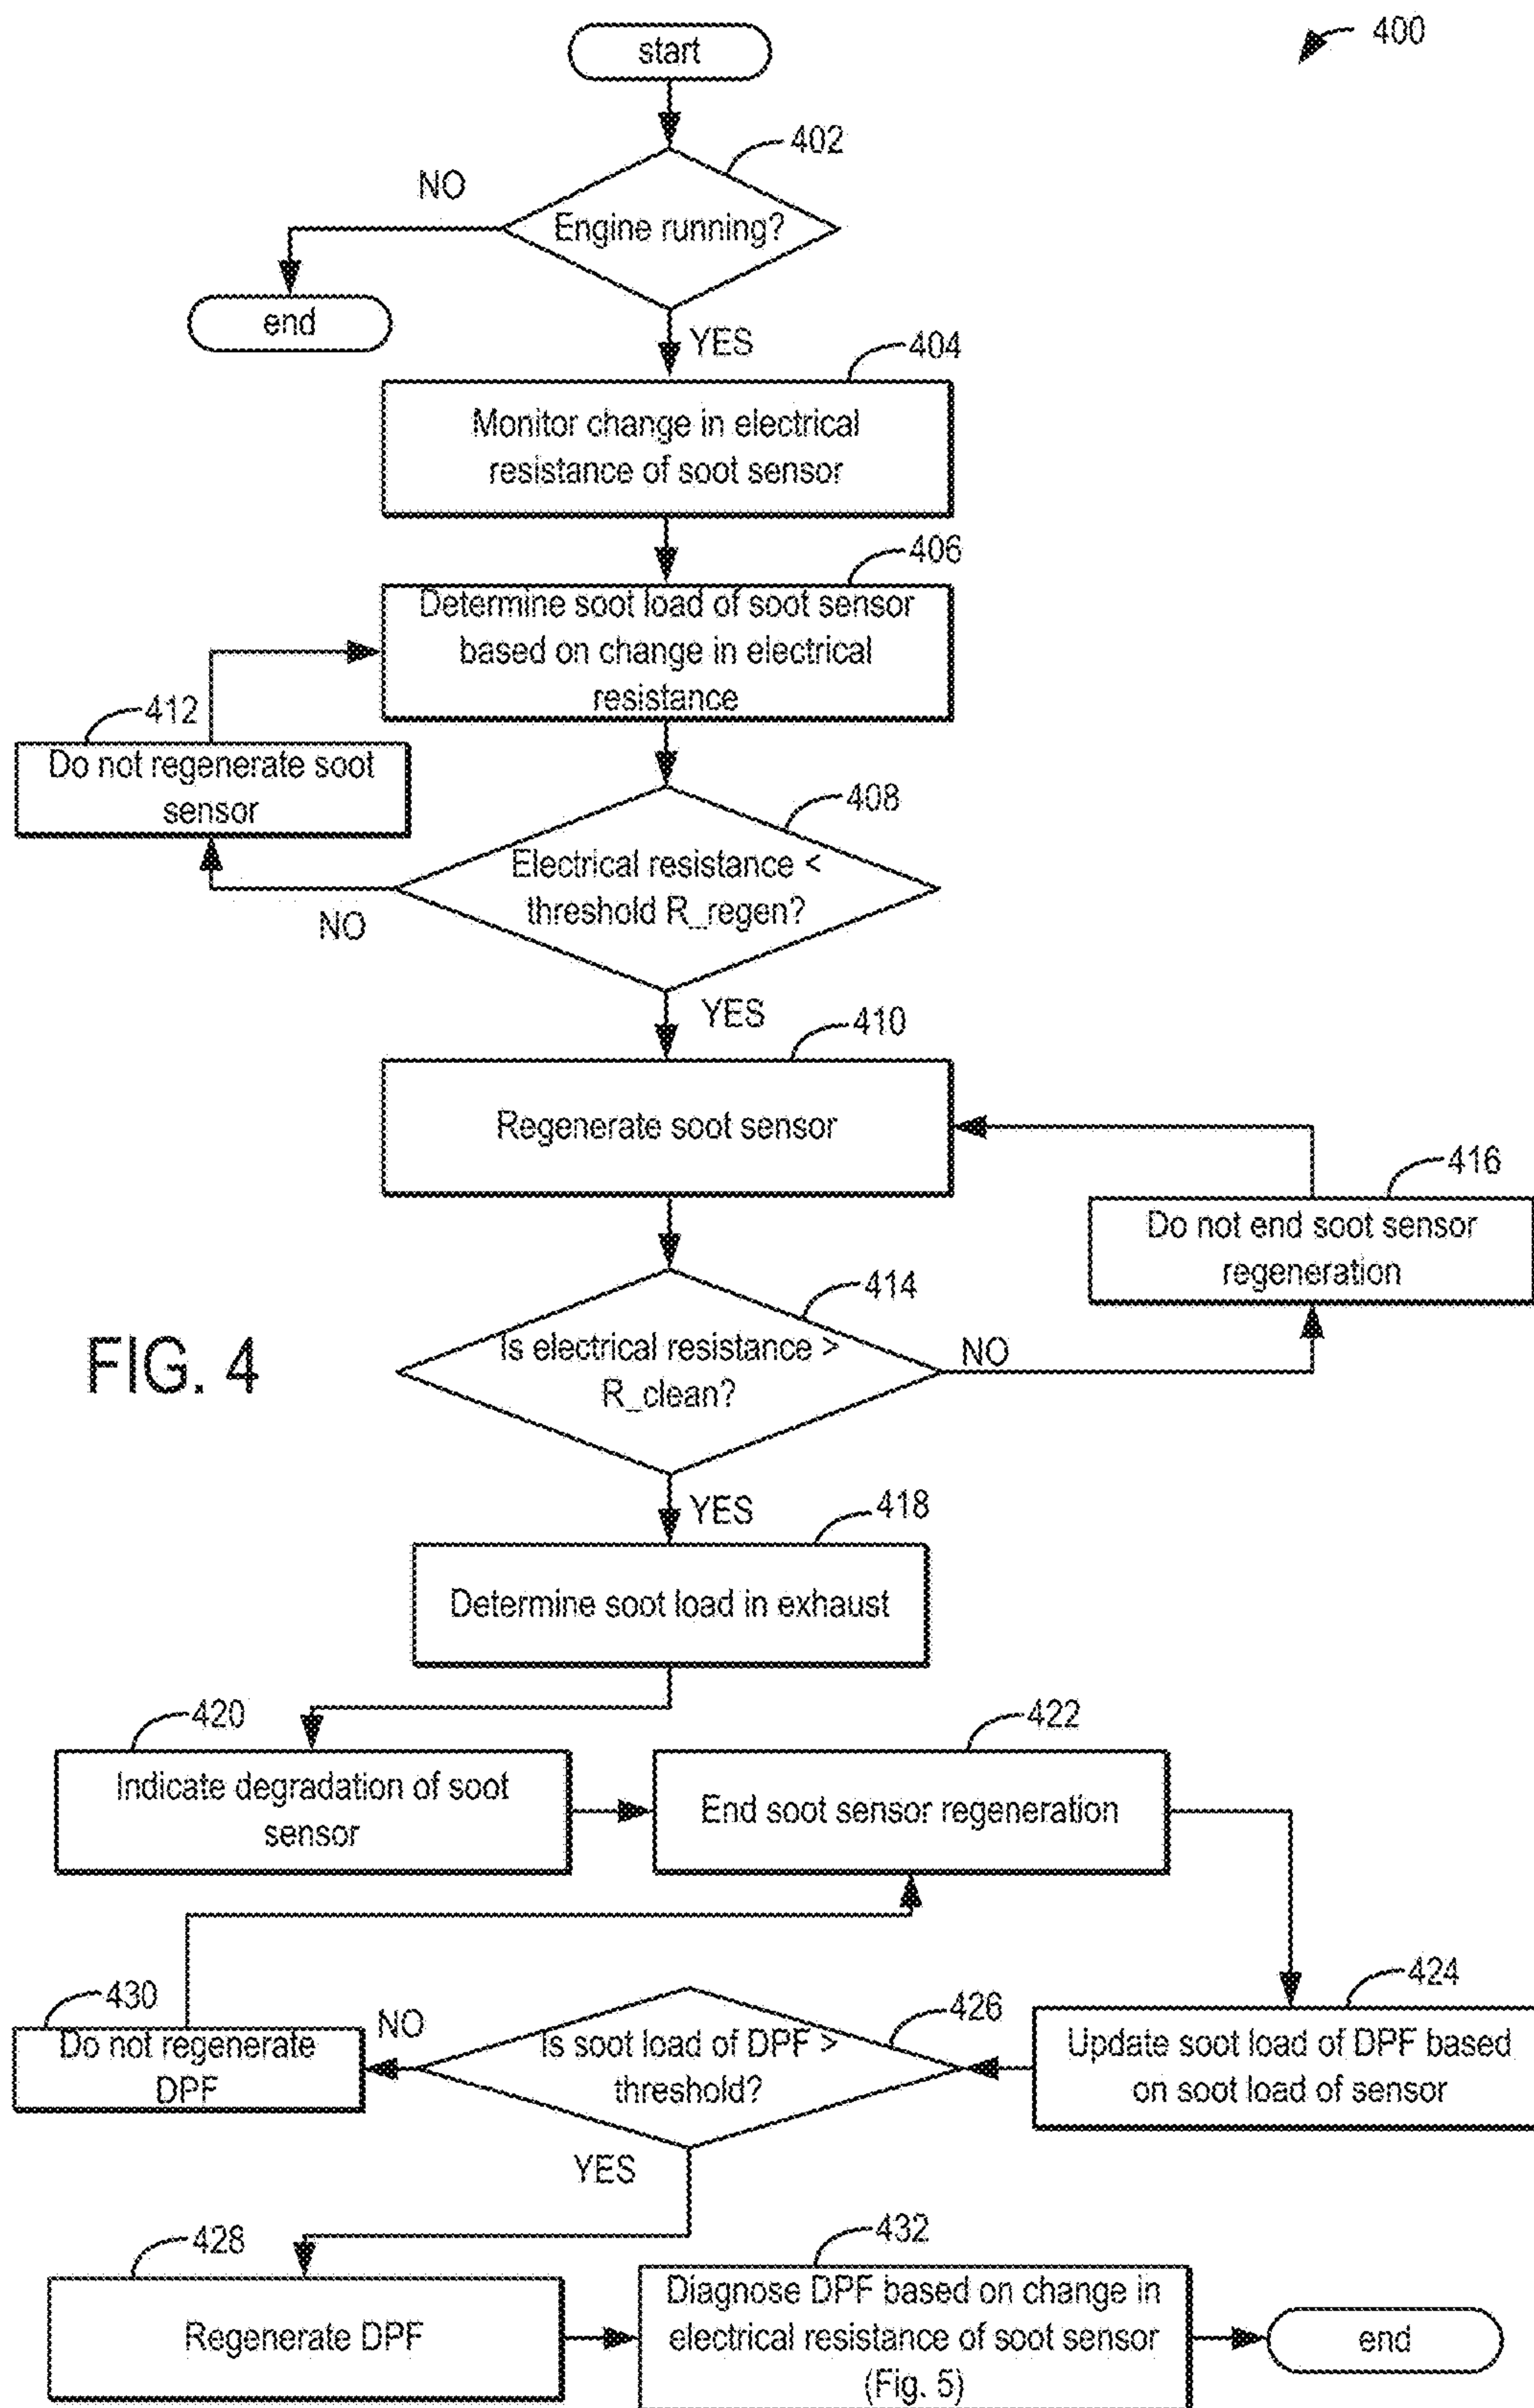 400
start
402
NO
Engine running?
end
YES
404
Monitor change in electrical
resistance of soot sensor
406
Determine soot load of soot sensor
based on change in electrical
resistance
412
Do not regenerate soot
sensor
408
Electrical resistance <
threshold R_regen?
NO
YES
410
Regenerate soot sensor
416
Do not end soot sensor
regeneration
414
FIG. 4
Is electrical resistance >
R_clean?
NO
YES
418
Determine soot load in exhaust
420
Indicate degradation of soot
sensor
422
End soot sensor regeneration
424
Update soot load of DPF based
on soot load of sensor
426
Is soot load of DPF >
threshold?
NO
430
Do not regenerate
DPF
YES
428
Regenerate DPF
432
Diagnose DPF based on change in
electrical resistance of soot sensor
(Fig. 5)
end